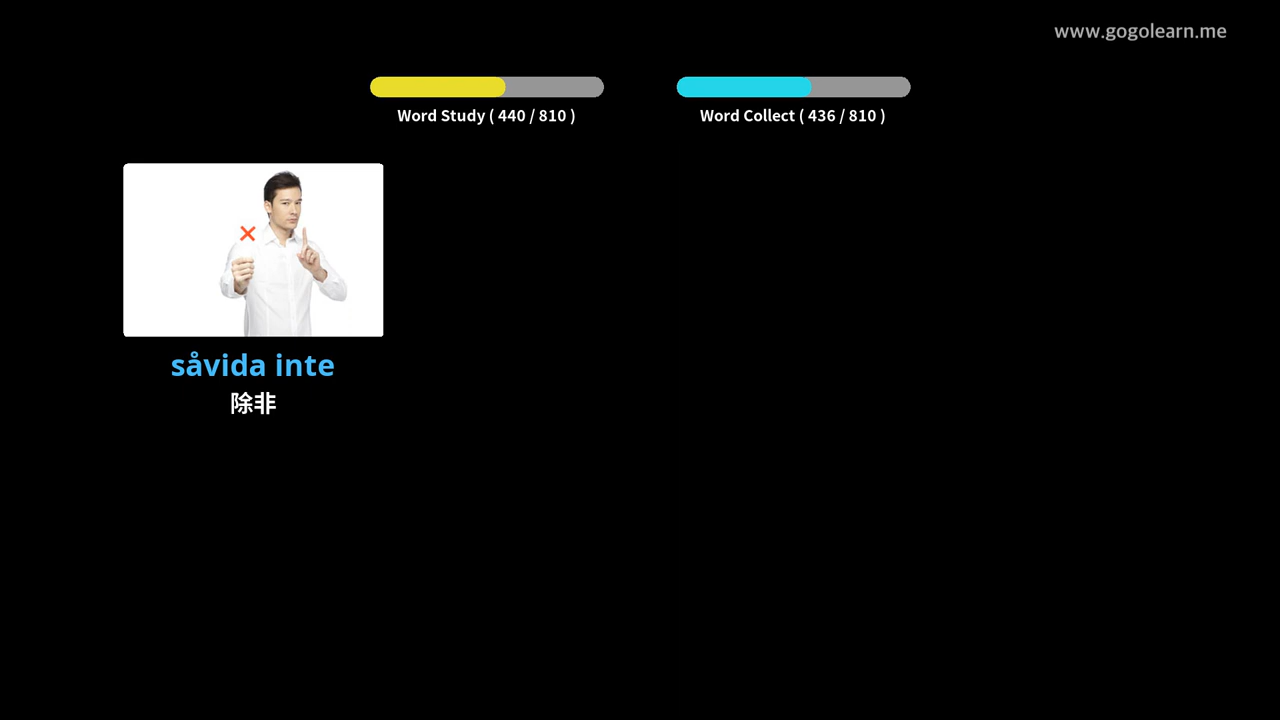 www.gogolearn.me
Word Study ( 440 / 810 )
Word Collect ( 436 / 810 )
såvida inte
除非